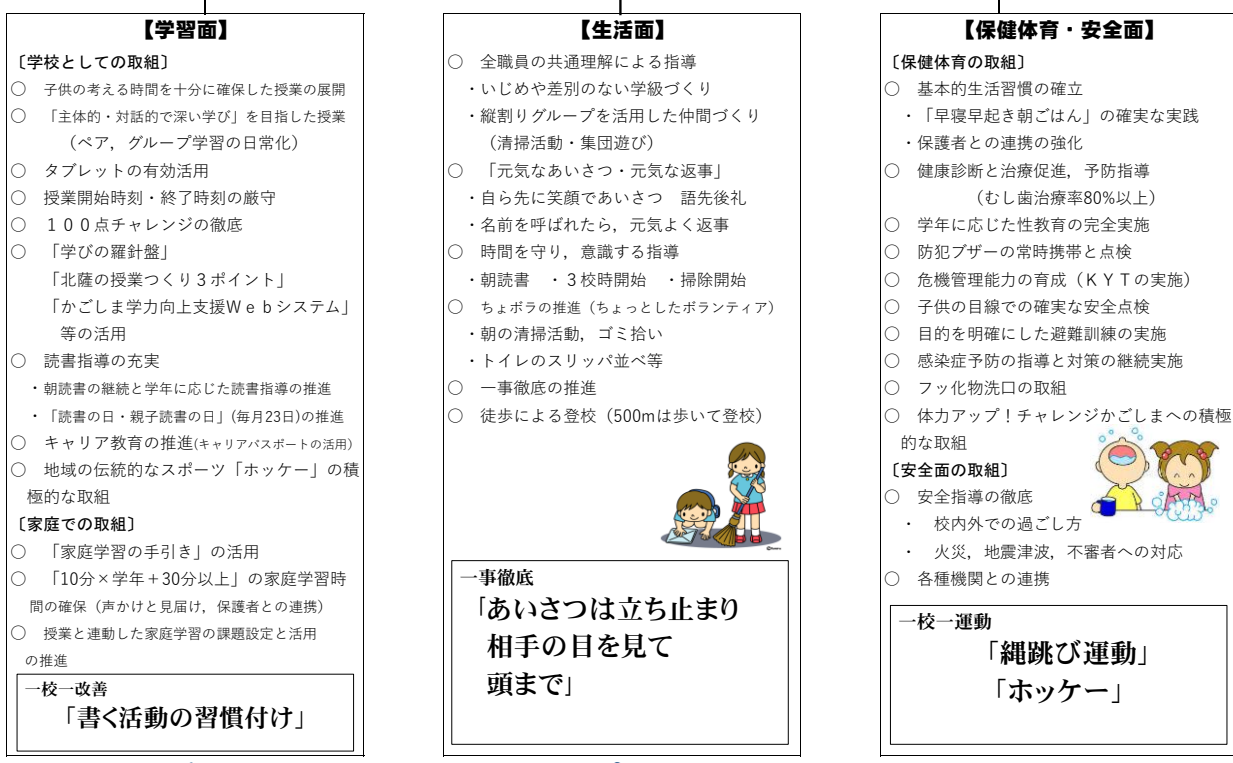 【学習面】
〔学校としての取組〕
○ 子供の考える時間を十分に確保した授業の展開
○ 「主体的・対話的で深い学び」を目指した授業
（ペア，グループ学習の日常化）
○ タブレットの有効活用
○ 授業開始時刻・終了時刻の厳守
○ １００点チャレンジの徹底
○ 「学びの羅針盤」
「北薩の授業つくり３ポイント」
「かごしま学力向上支援Ｗｅｂシステム」
等の活用
○ 読書指導の充実
・朝読書の継続と学年に応じた読書指導の推進
・「読書の日・親子読書の日」(毎月23日)の推進
○ キャリア教育の推進(キャリアパスポートの活用)
○ 地域の伝統的なスポーツ「ホッケー」の積
極的な取組
〔家庭での取組〕
○ 「家庭学習の手引き」の活用
○ 「10分×学年＋30分以上」の家庭学習時
間の確保（声かけと見届け，保護者との連携）
○ 授業と連動した家庭学習の課題設定と活用
の推進
一校一改善
「書く活動の習慣付け」
【生活面】
○ 全職員の共通理解による指導
・いじめや差別のない学級づくり
・縦割りグループを活用した仲間づくり
（清掃活動・集団遊び）
○ 「元気なあいさつ・元気な返事」
・自ら先に笑顔であいさつ 語先後礼
・名前を呼ばれたら，元気よく返事
○ 時間を守り，意識する指導
・朝読書 ・３校時開始 ・掃除開始
○ ちょボラの推進（ちょっとしたボランティア）
・朝の清掃活動，ゴミ拾い
・トイレのスリッパ並べ等
○ 一事徹底の推進
○ 徒歩による登校（500mは歩いて登校）
一事徹底
「あいさつは立ち止まり
相手の目を見て
頭まで」
【保健体育・安全面】
〔保健体育の取組〕
○ 基本的生活習慣の確立
・「早寝早起き朝ごはん」の確実な実践
・保護者との連携の強化
○ 健康診断と治療促進，予防指導
（むし歯治療率80%以上）
○ 学年に応じた性教育の完全実施
○ 防犯ブザーの常時携帯と点検
○ 危機管理能力の育成（ＫＹＴの実施）
○ 子供の目線での確実な安全点検
○ 目的を明確にした避難訓練の実施
○ 感染症予防の指導と対策の継続実施
○ フッ化物洗口の取組
○ 体力アップ！チャレンジかごしまへの積極
的な取組
〔安全面の取組〕
○ 安全指導の徹底
・ 校内外での過ごし方
・ 火災，地震津波，不審者への対応
○ 各種機関との連携
一校一運動
「縄跳び運動」
「ホッケー」